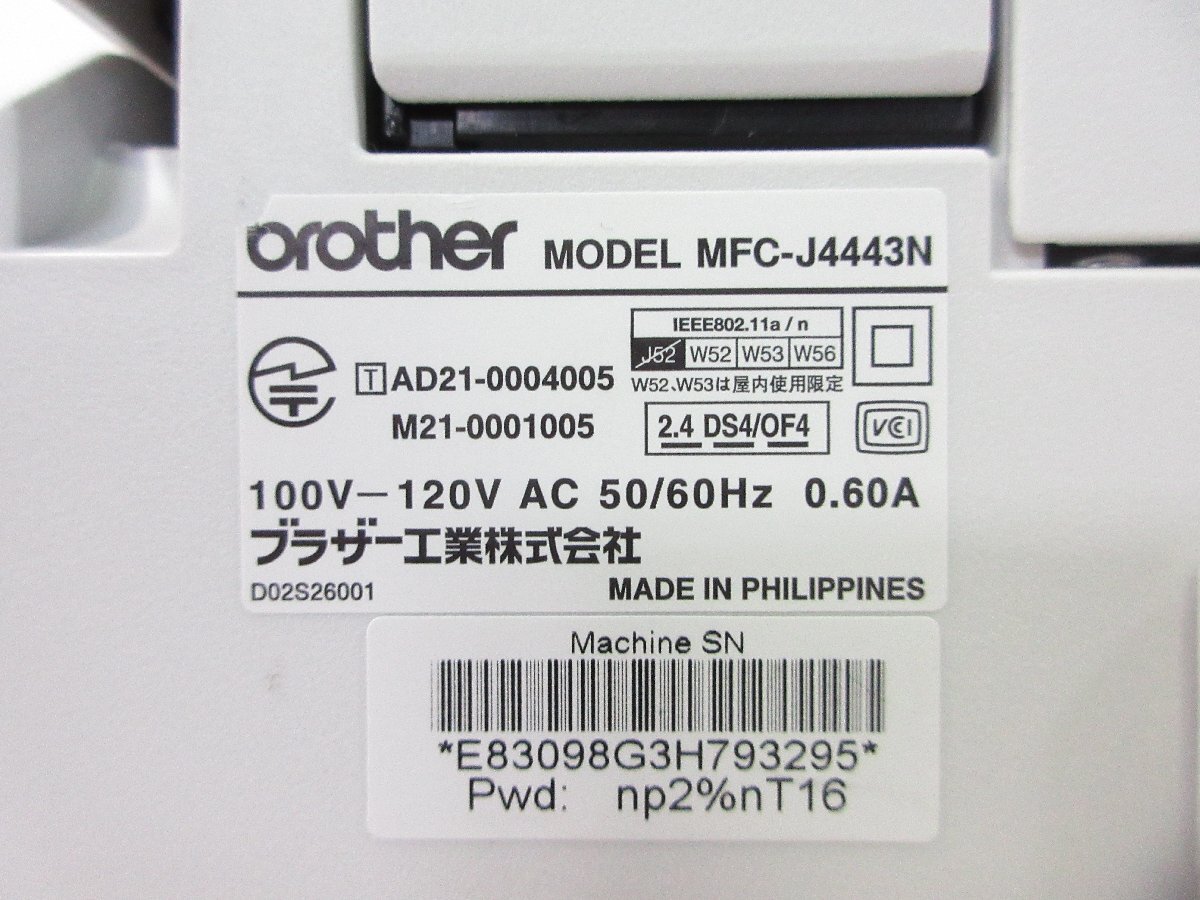 brother MODEL MFC-J4443N
IEEE802.11a / n
J52 W52 W53 W56
W52、W53は屋内使用限定
T AD21-0004005
M21-0001005
2.4 DS4/OF4
VCI
100V－120V AC 50/60Hz 0.60A
ブラザー工業株式会社
D02S26001 MADE IN PHILIPPINES
Machine SN
*E83098G3H793295*
Pwd: np2%nT16